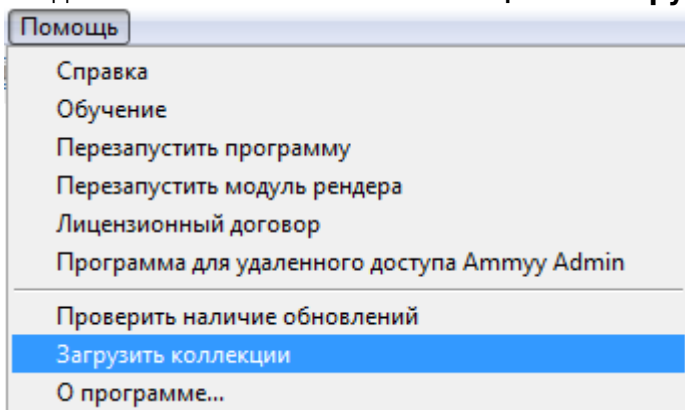 Помощь
Справка
Обучение
Перезапустить программу
Перезапустить модуль рендера
Лицензионный договор
Программа для удаленного доступа Ammyy Admin
Проверить наличие обновлений
Загрузить коллекции
О программе...